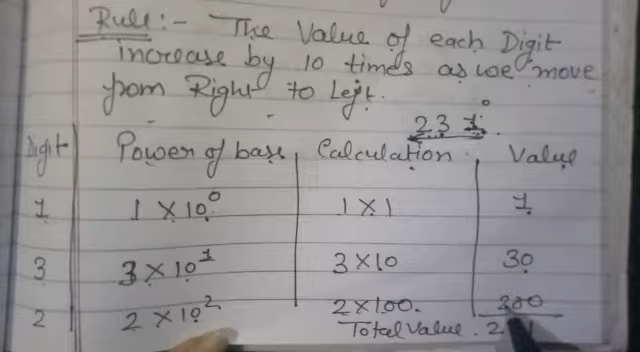 Rule:- The Value of each Digit
increase by 10 times as we move
from Right to Left.
231
Digit Power of base Calculation Value
1 1 × 10⁰ 1 × 1 1
3 3 × 10¹ 3 × 10 30
2 2 × 10² 2 × 100. 200
Total Value.